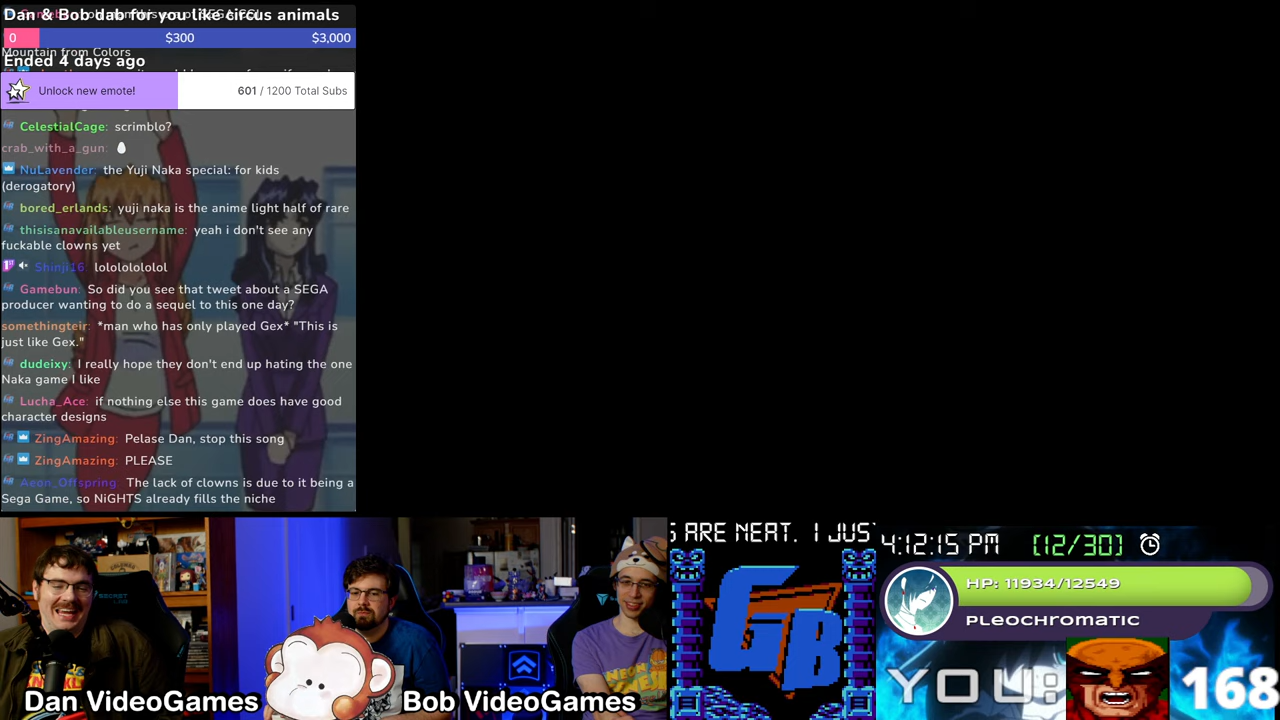 Dan & Bob dab for you like circus animals
0 $300 $3,000
Mountain from Colors
Ended 4 days ago
Unlock new emote! 601 / 1200 Total Subs
CelestialCage: scrimblo?
crab_with_a_gun:
NuLavender: the Yuji Naka special: for kids
(derogatory)
bored_erlands: yuji naka is the anime light half of rare
thisisanavailableusername: yeah i don't see any
fuckable clowns yet
Shinji16: lolololololol
Gamebun: So did you see that tweet about a SEGA
producer wanting to do a sequel to this one day?
somethingteir: *man who has only played Gex* "This is
just like Gex."
dudeixy: I really hope they don't end up hating the one
Naka game I like
Lucha_Ace: if nothing else this game does have good
character designs
ZingAmazing: Pelase Dan, stop this song
ZingAmazing: PLEASE
Aeon_Offspring: The lack of clowns is due to it being a
Sega Game, so NiGHTS already fills the niche
S ARE NEAT. I JUS
4:12:15 PM [12/30]
HP: 11934/12549
PLEOCHROMATIC
GB
YOU: 168
Dan VideoGames
Bob VideoGames